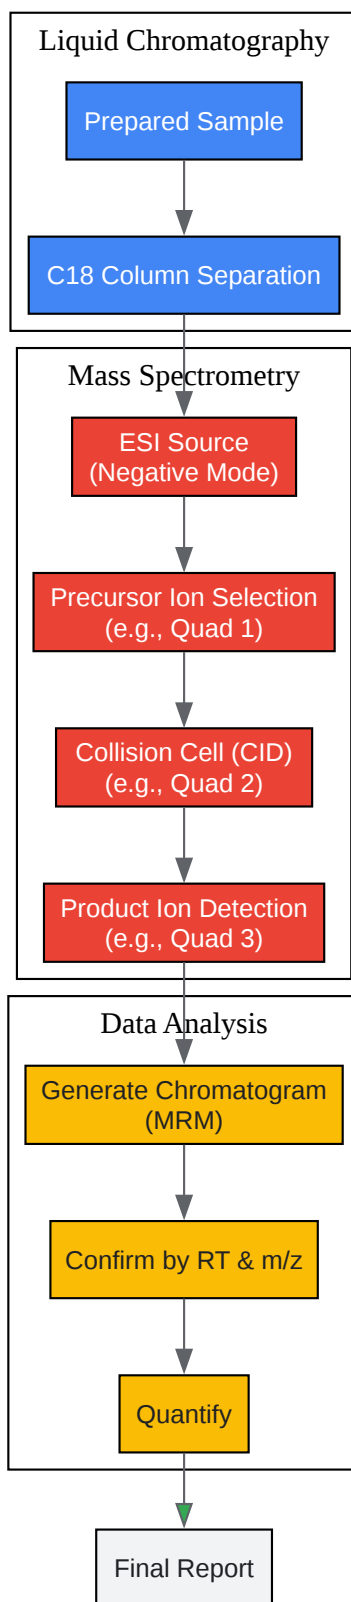 Liquid Chromatography
Prepared Sample
C18 Column Separation
Mass Spectrometry
ESI Source
(Negative Mode)
Precursor Ion Selection
(e.g., Quad 1)
Collision Cell (CID)
(e.g., Quad 2)
Product Ion Detection
(e.g., Quad 3)
Data Analysis
Generate Chromatogram
(MRM)
Confirm by RT & m/z
Quantify
Final Report